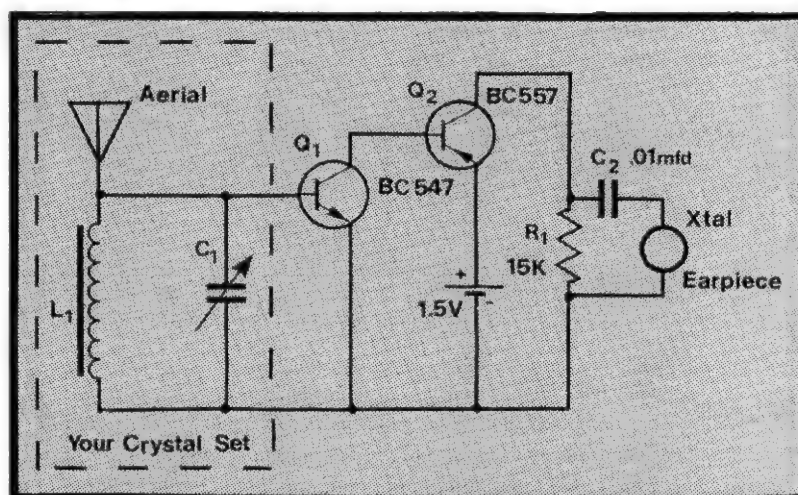 Aerial
Q1
BC547
Q2
BC557
C2 .01mfd
Xtal
Earpiece
R1
15K
+
1.5V
-
C1
L1
Your Crystal Set